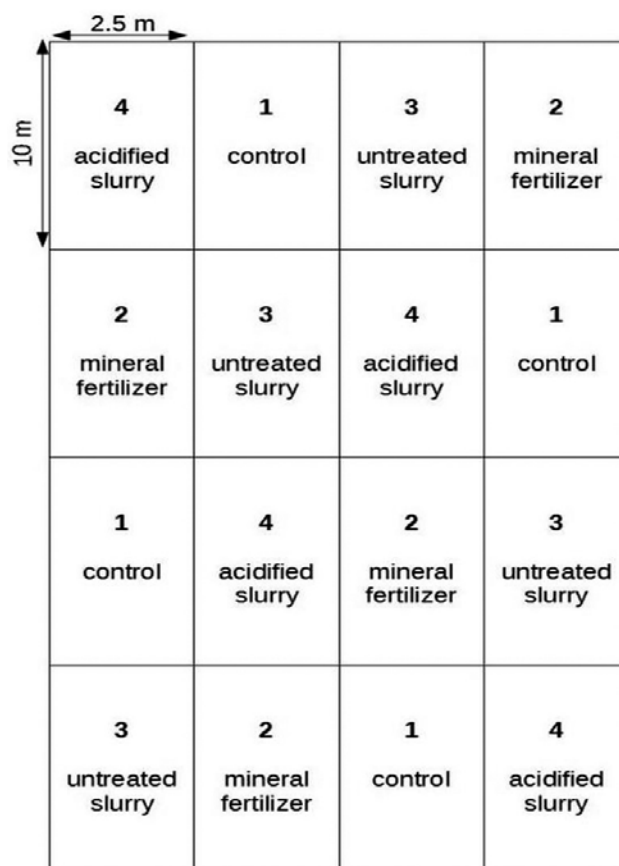 2.5 m
10 m
4
acidified
slurry
1
control
3
untreated
slurry
2
mineral
fertilizer
2
mineral
fertilizer
3
untreated
slurry
4
acidified
slurry
1
control
1
control
4
acidified
slurry
2
mineral
fertilizer
3
untreated
slurry
3
untreated
slurry
2
mineral
fertilizer
1
control
4
acidified
slurry